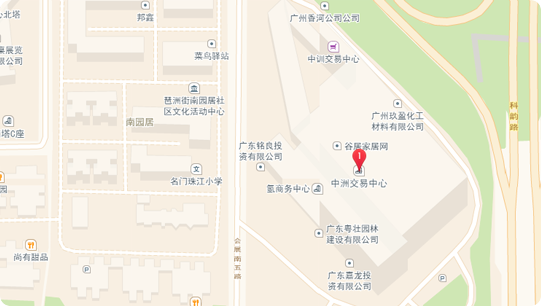 心北塔
邦鑫
广州香河公司公司
集展览
有限公司
菜鸟驿站
中训交易中心
琶洲街南园居社
区文化活动中心
南园居
科韵路
广州玖盈化工
材料有限公司
塔C座
谷居家居网
广东铭良投
资有限公司
1
中洲交易中心
名门珠江小学
氢商务中心
园
会展南五路
广东粤壮园林
建设有限公司
尚有甜品
P
广东嘉龙投
资有限公司
P